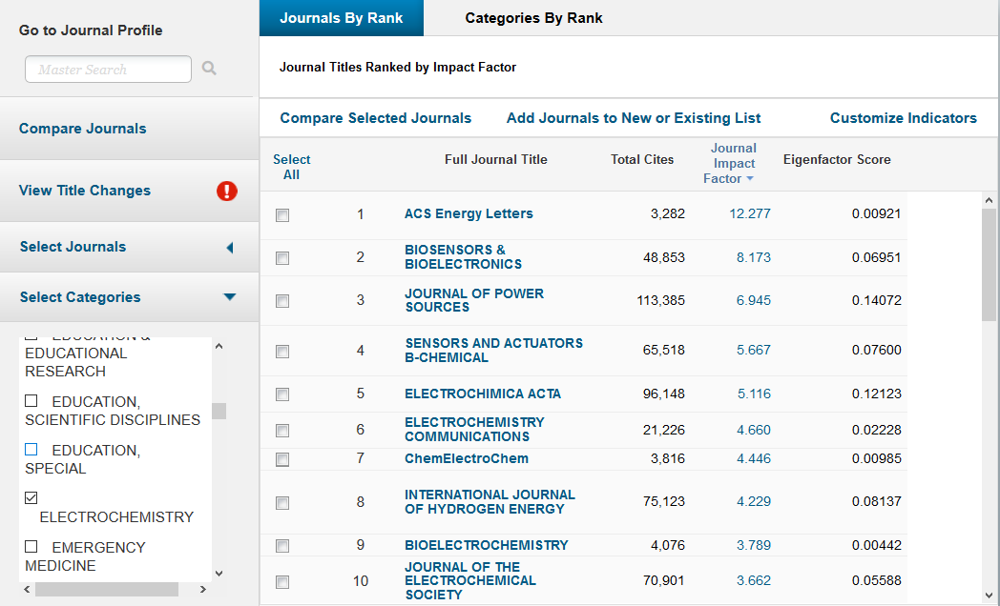 Go to Journal Profile
Master Search
Compare Journals
View Title Changes
Select Journals
Select Categories
EDUCATION &
EDUCATIONAL
RESEARCH
EDUCATION,
SCIENTIFIC DISCIPLINES
EDUCATION,
SPECIAL
ELECTROCHEMISTRY
EMERGENCY
MEDICINE
Journals By Rank Categories By Rank
Journal Titles Ranked by Impact Factor
Compare Selected Journals Add Journals to New or Existing List Customize Indicators
Select
All
Full Journal Title
Total Cites
Journal
Impact
Factor
Eigenfactor Score
1 ACS Energy Letters 3,282 12.277 0.00921
2 BIOSENSORS &
BIOELECTRONICS 48,853 8.173 0.06951
3 JOURNAL OF POWER
SOURCES 113,385 6.945 0.14072
4 SENSORS AND ACTUATORS
B-CHEMICAL 65,518 5.667 0.07600
5 ELECTROCHIMICA ACTA 96,148 5.116 0.12123
6 ELECTROCHEMISTRY
COMMUNICATIONS 21,226 4.660 0.02228
7 ChemElectroChem 3,816 4.446 0.00985
8 INTERNATIONAL JOURNAL
OF HYDROGEN ENERGY 75,123 4.229 0.08137
9 BIOELECTROCHEMISTRY 4,076 3.789 0.00442
10 JOURNAL OF THE
ELECTROCHEMICAL
SOCIETY 70,901 3.662 0.05588